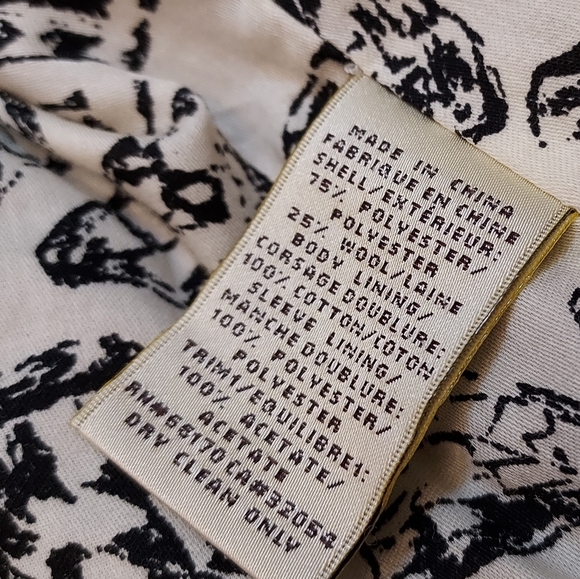 MADE IN CHINA
FABRIQUE EN CHINE
SHELL/EXTÉRIEUR:
75% POLYESTER/
POLYESTER
25% WOOL/LAINE
BODY LINING/
CORSAGE DOUBLURE:
100% COTTON/COTON
SLEEVE LINING/
MANCHE DOUBLURE:
100% POLYESTER/
POLYESTER
TRIM1/EQUILIBRE1:
100% ACETATE/
ACETATE
RN#66170 CA#32054
DRY CLEAN ONLY